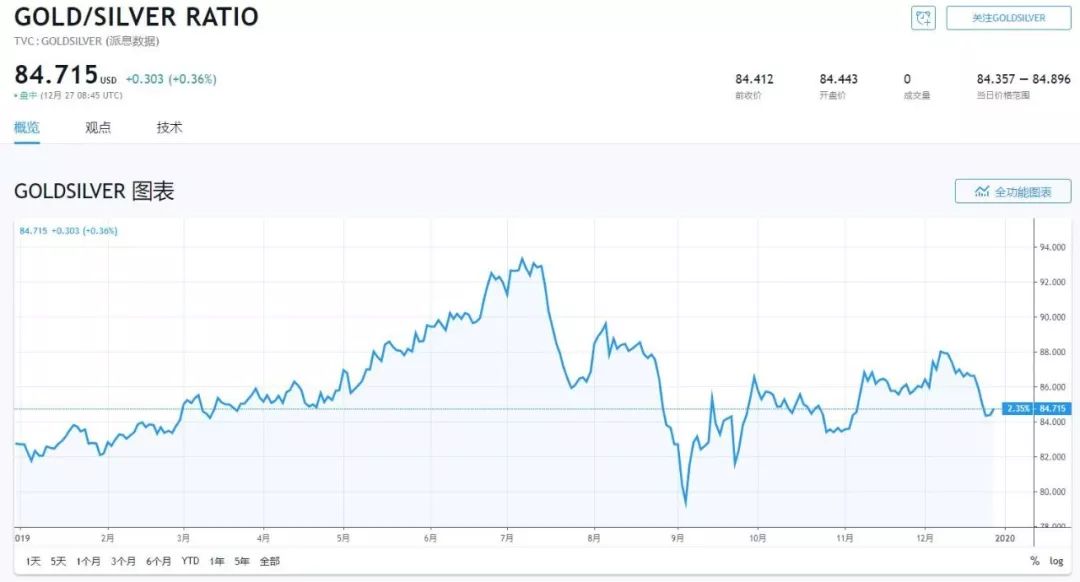 GOLD/SILVER RATIO
关注GOLDSILVER
TVC : GOLDSILVER (派息数据)
84.715 USD +0.303 (+0.36%)
盘中 (12月 27 08:45 UTC)
84.412 84.443 0 84.357 — 84.896
前收价 开盘价 成交量 当日价格范围
概览 观点 技术
GOLDSILVER 图表
全功能图表
84.715 +0.303 (+0.36%)
94.000
92.000
90.000
88.000
86.000
2.35% 84.715
84.000
82.000
80.000
78.000
019 2月 3月 4月 5月 6月 7月 8月 9月 10月 11月 12月 2020
1天 5天 1个月 3个月 6个月 YTD 1年 5年 全部 % log